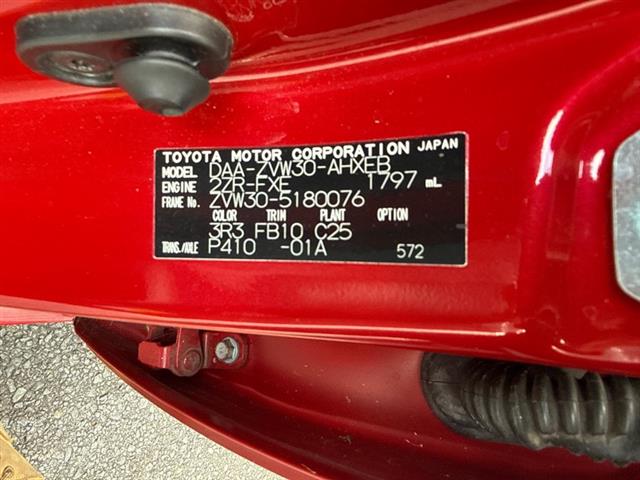 TOYOTA MOTOR CORPORATION JAPAN
MODEL DAA-ZVW30-AHXEB
ENGINE 2ZR-FXE 1797 mL
FRAME No. ZVW30-5180076
COLOR TRIM PLANT OPTION
3R3 FB10 C25
TRANS./AXLE P410 -01A 572